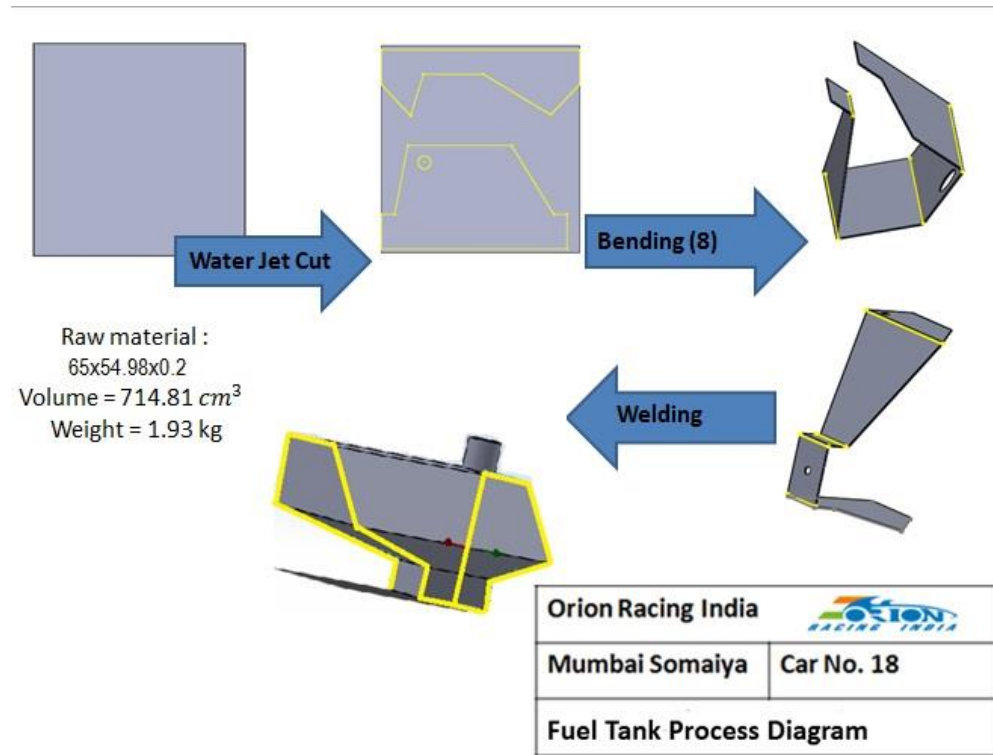 Water Jet Cut
Bending (8)
Raw material :
65x54.98x0.2
Volume = 714.81 cm³
Weight = 1.93 kg
Welding
Orion Racing India
ORION
RACING INDIA
Mumbai Somaiya
Car No. 18
Fuel Tank Process Diagram